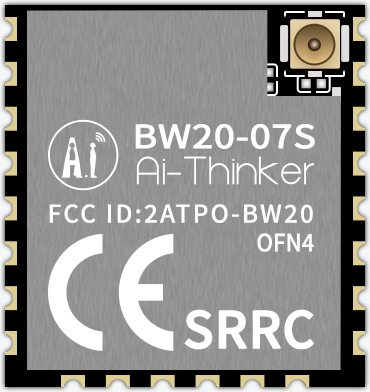 A.I
BW20-07S
Ai-Thinker
FCC ID:2ATPO-BW20
OFN4
CE SRRC